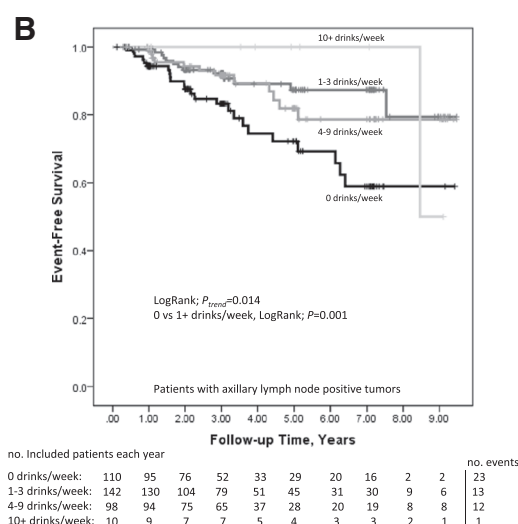 B
10+ drinks/week
1-3 drinks/week
4-9 drinks/week
0 drinks/week
Event-Free Survival
1.0
0.8
0.6
0.4
0.2
0.0
LogRank; Ptrend=0.014
0 vs 1+ drinks/week, LogRank; P=0.001
Patients with axillary lymph node positive tumors
.00 1.00 2.00 3.00 4.00 5.00 6.00 7.00 8.00 9.00
Follow-up Time, Years
no. Included patients each year
no. events
0 drinks/week: 110 95 76 52 33 29 20 16 2 2 23
1-3 drinks/week: 142 130 104 79 51 45 31 30 9 6 13
4-9 drinks/week: 98 94 75 65 37 28 20 19 8 8 12
10+ drinks/week: 10 9 7 7 5 4 3 3 2 1 1